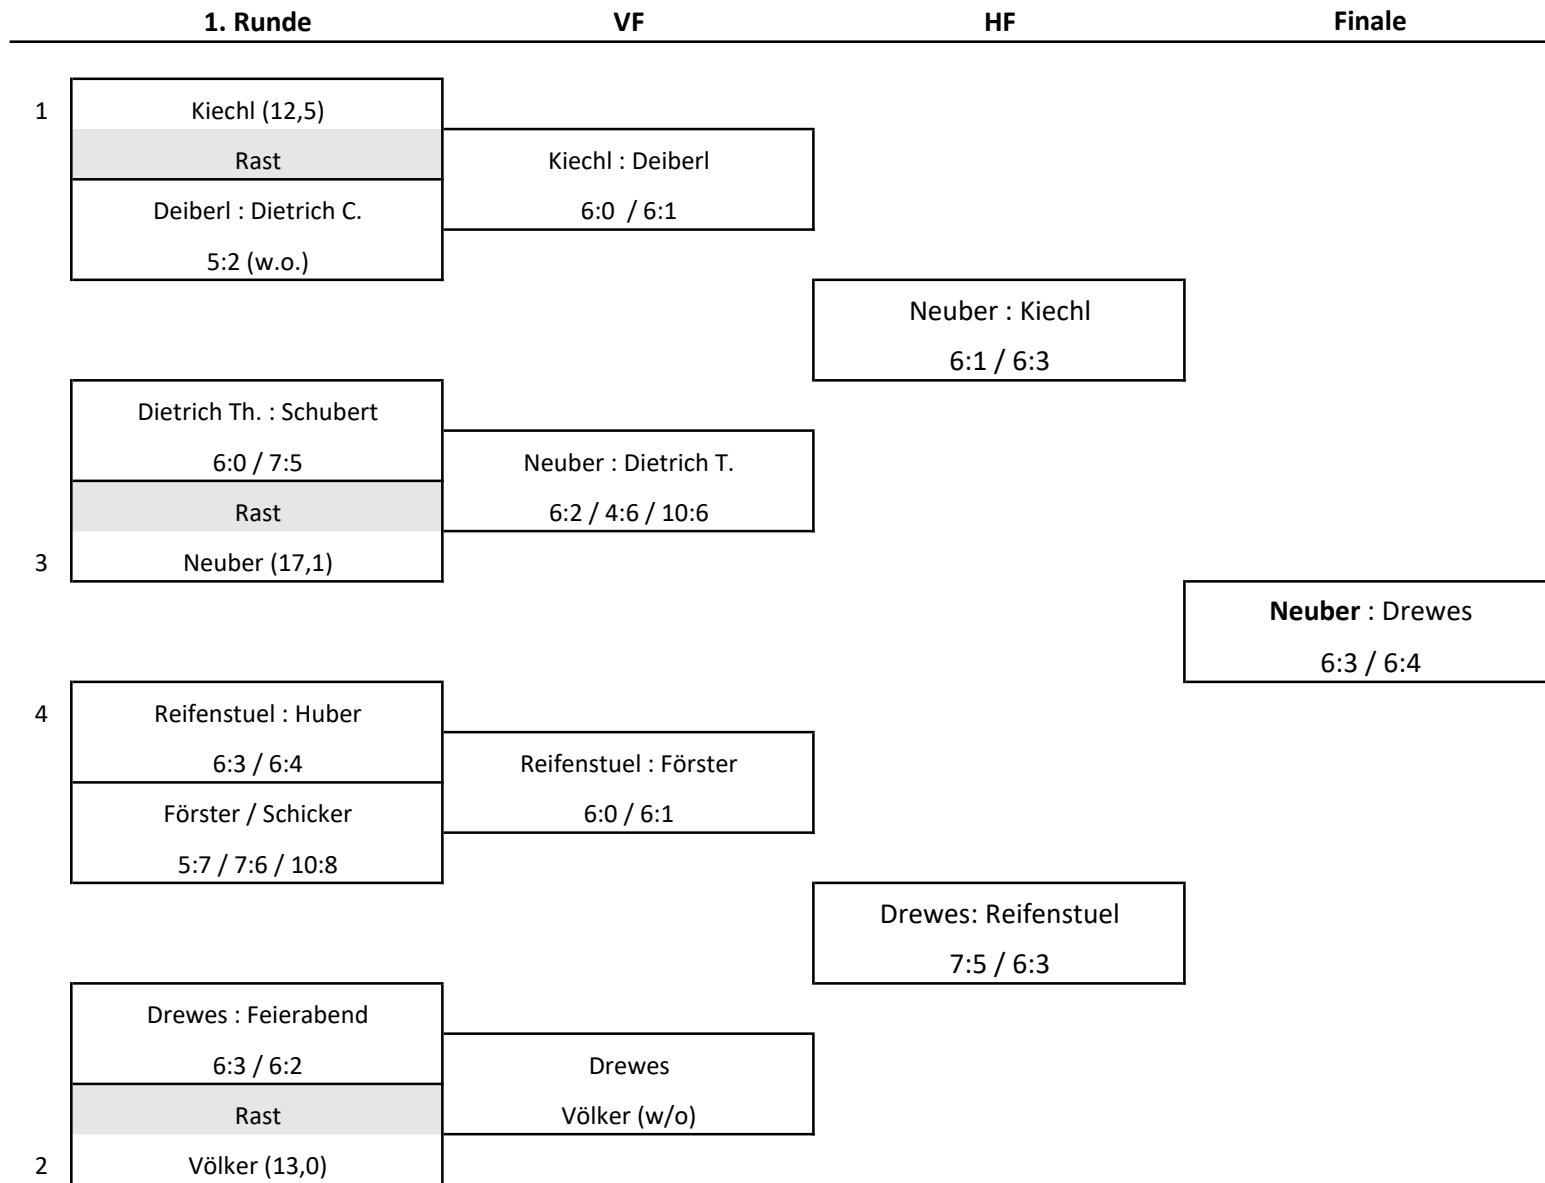 1. Runde VF HF Finale
1 Kiechl (12,5)
Rast Kiechl : Deiberl
Deiberl : Dietrich C. 6:0 / 6:1
5:2 (w.o.)
Neuber : Kiechl
6:1 / 6:3
Dietrich Th. : Schubert
6:0 / 7:5 Neuber : Dietrich T.
Rast 6:2 / 4:6 / 10:6
3 Neuber (17,1)
Neuber : Drewes
6:3 / 6:4
4 Reifenstuel : Huber
6:3 / 6:4 Reifenstuel : Förster
Förster / Schicker 6:0 / 6:1
5:7 / 7:6 / 10:8
Drewes: Reifenstuel
7:5 / 6:3
Drewes : Feierabend
6:3 / 6:2 Drewes
Rast Völker (w/o)
2 Völker (13,0)